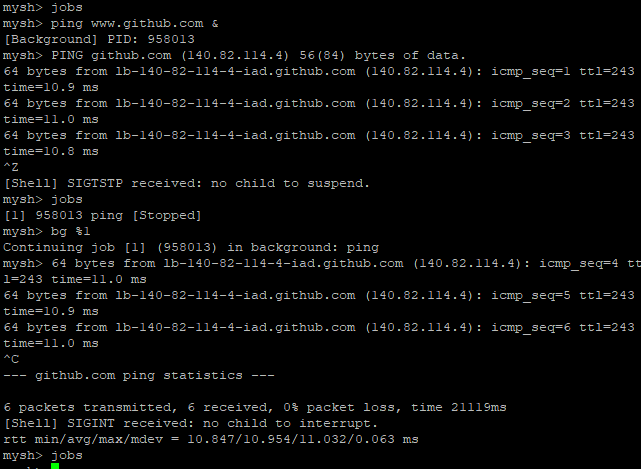 mysh> jobs
mysh> ping www.github.com &
[Background] PID: 958013
mysh> PING github.com (140.82.114.4) 56(84) bytes of data.
64 bytes from lb-140-82-114-4-iad.github.com (140.82.114.4): icmp_seq=1 ttl=243
time=10.9 ms
64 bytes from lb-140-82-114-4-iad.github.com (140.82.114.4): icmp_seq=2 ttl=243
time=11.0 ms
64 bytes from lb-140-82-114-4-iad.github.com (140.82.114.4): icmp_seq=3 ttl=243
time=10.8 ms
^Z
[Shell] SIGTSTP received: no child to suspend.
mysh> jobs
[1] 958013 ping [Stopped]
mysh> bg %1
Continuing job [1] (958013) in background: ping
mysh> 64 bytes from lb-140-82-114-4-iad.github.com (140.82.114.4): icmp_seq=4 tt
l=243 time=11.0 ms
64 bytes from lb-140-82-114-4-iad.github.com (140.82.114.4): icmp_seq=5 ttl=243
time=10.9 ms
64 bytes from lb-140-82-114-4-iad.github.com (140.82.114.4): icmp_seq=6 ttl=243
time=11.0 ms
^C
--- github.com ping statistics ---
6 packets transmitted, 6 received, 0% packet loss, time 21119ms
[Shell] SIGINT received: no child to interrupt.
rtt min/avg/max/mdev = 10.847/10.954/11.032/0.063 ms
mysh> jobs